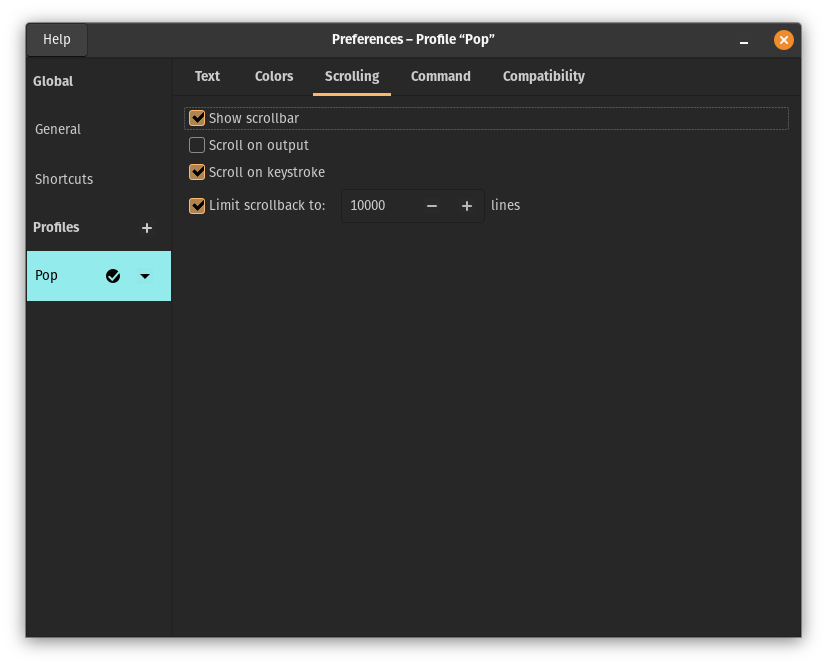 Help
Preferences – Profile “Pop”
Global
General
Shortcuts
Profiles
Pop
Text Colors Scrolling Command Compatibility
Show scrollbar
Scroll on output
Scroll on keystroke
Limit scrollback to: 10000 lines